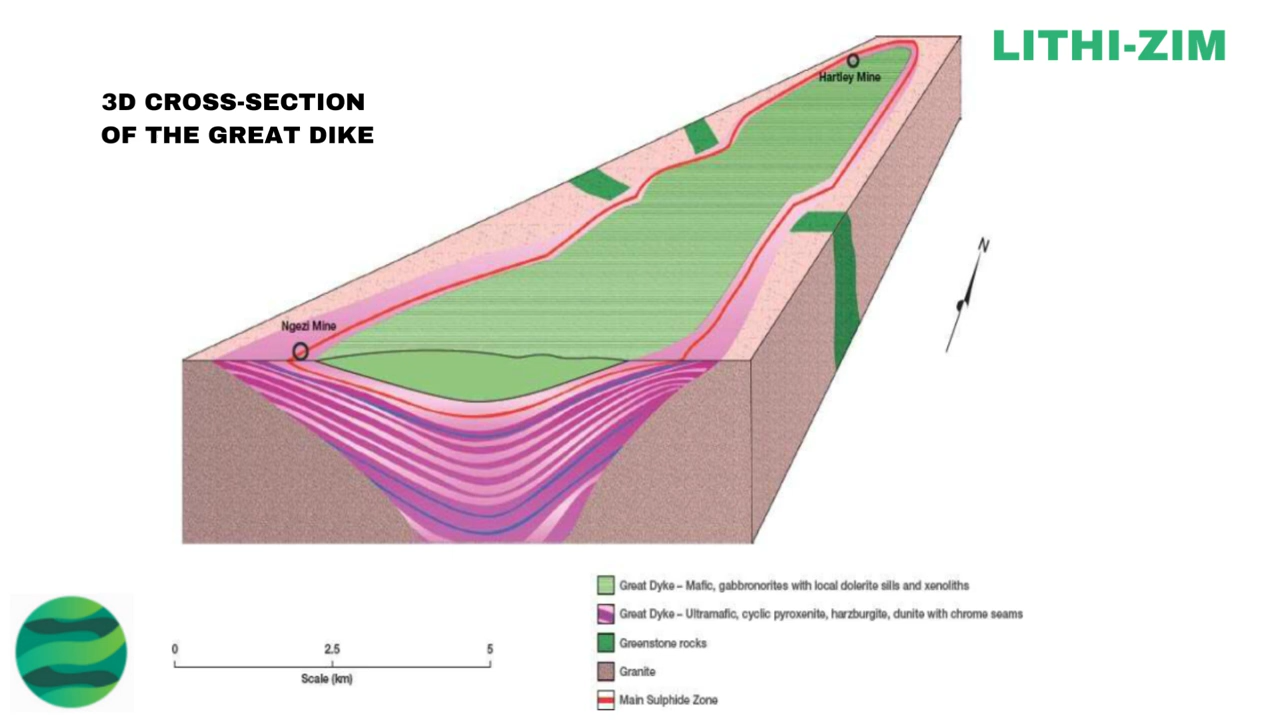 LITHI-ZIM
3D CROSS-SECTION
OF THE GREAT DIKE
Hartley Mine
N
Ngezi Mine
Great Dyke – Mafic, gabbronorites with local dolerite sills and xenoliths
Great Dyke – Ultramafic, cyclic pyroxenite, harzburgite, dunite with chrome seams
Greenstone rocks
Granite
Main Sulphide Zone
0 2.5 5
Scale (km)